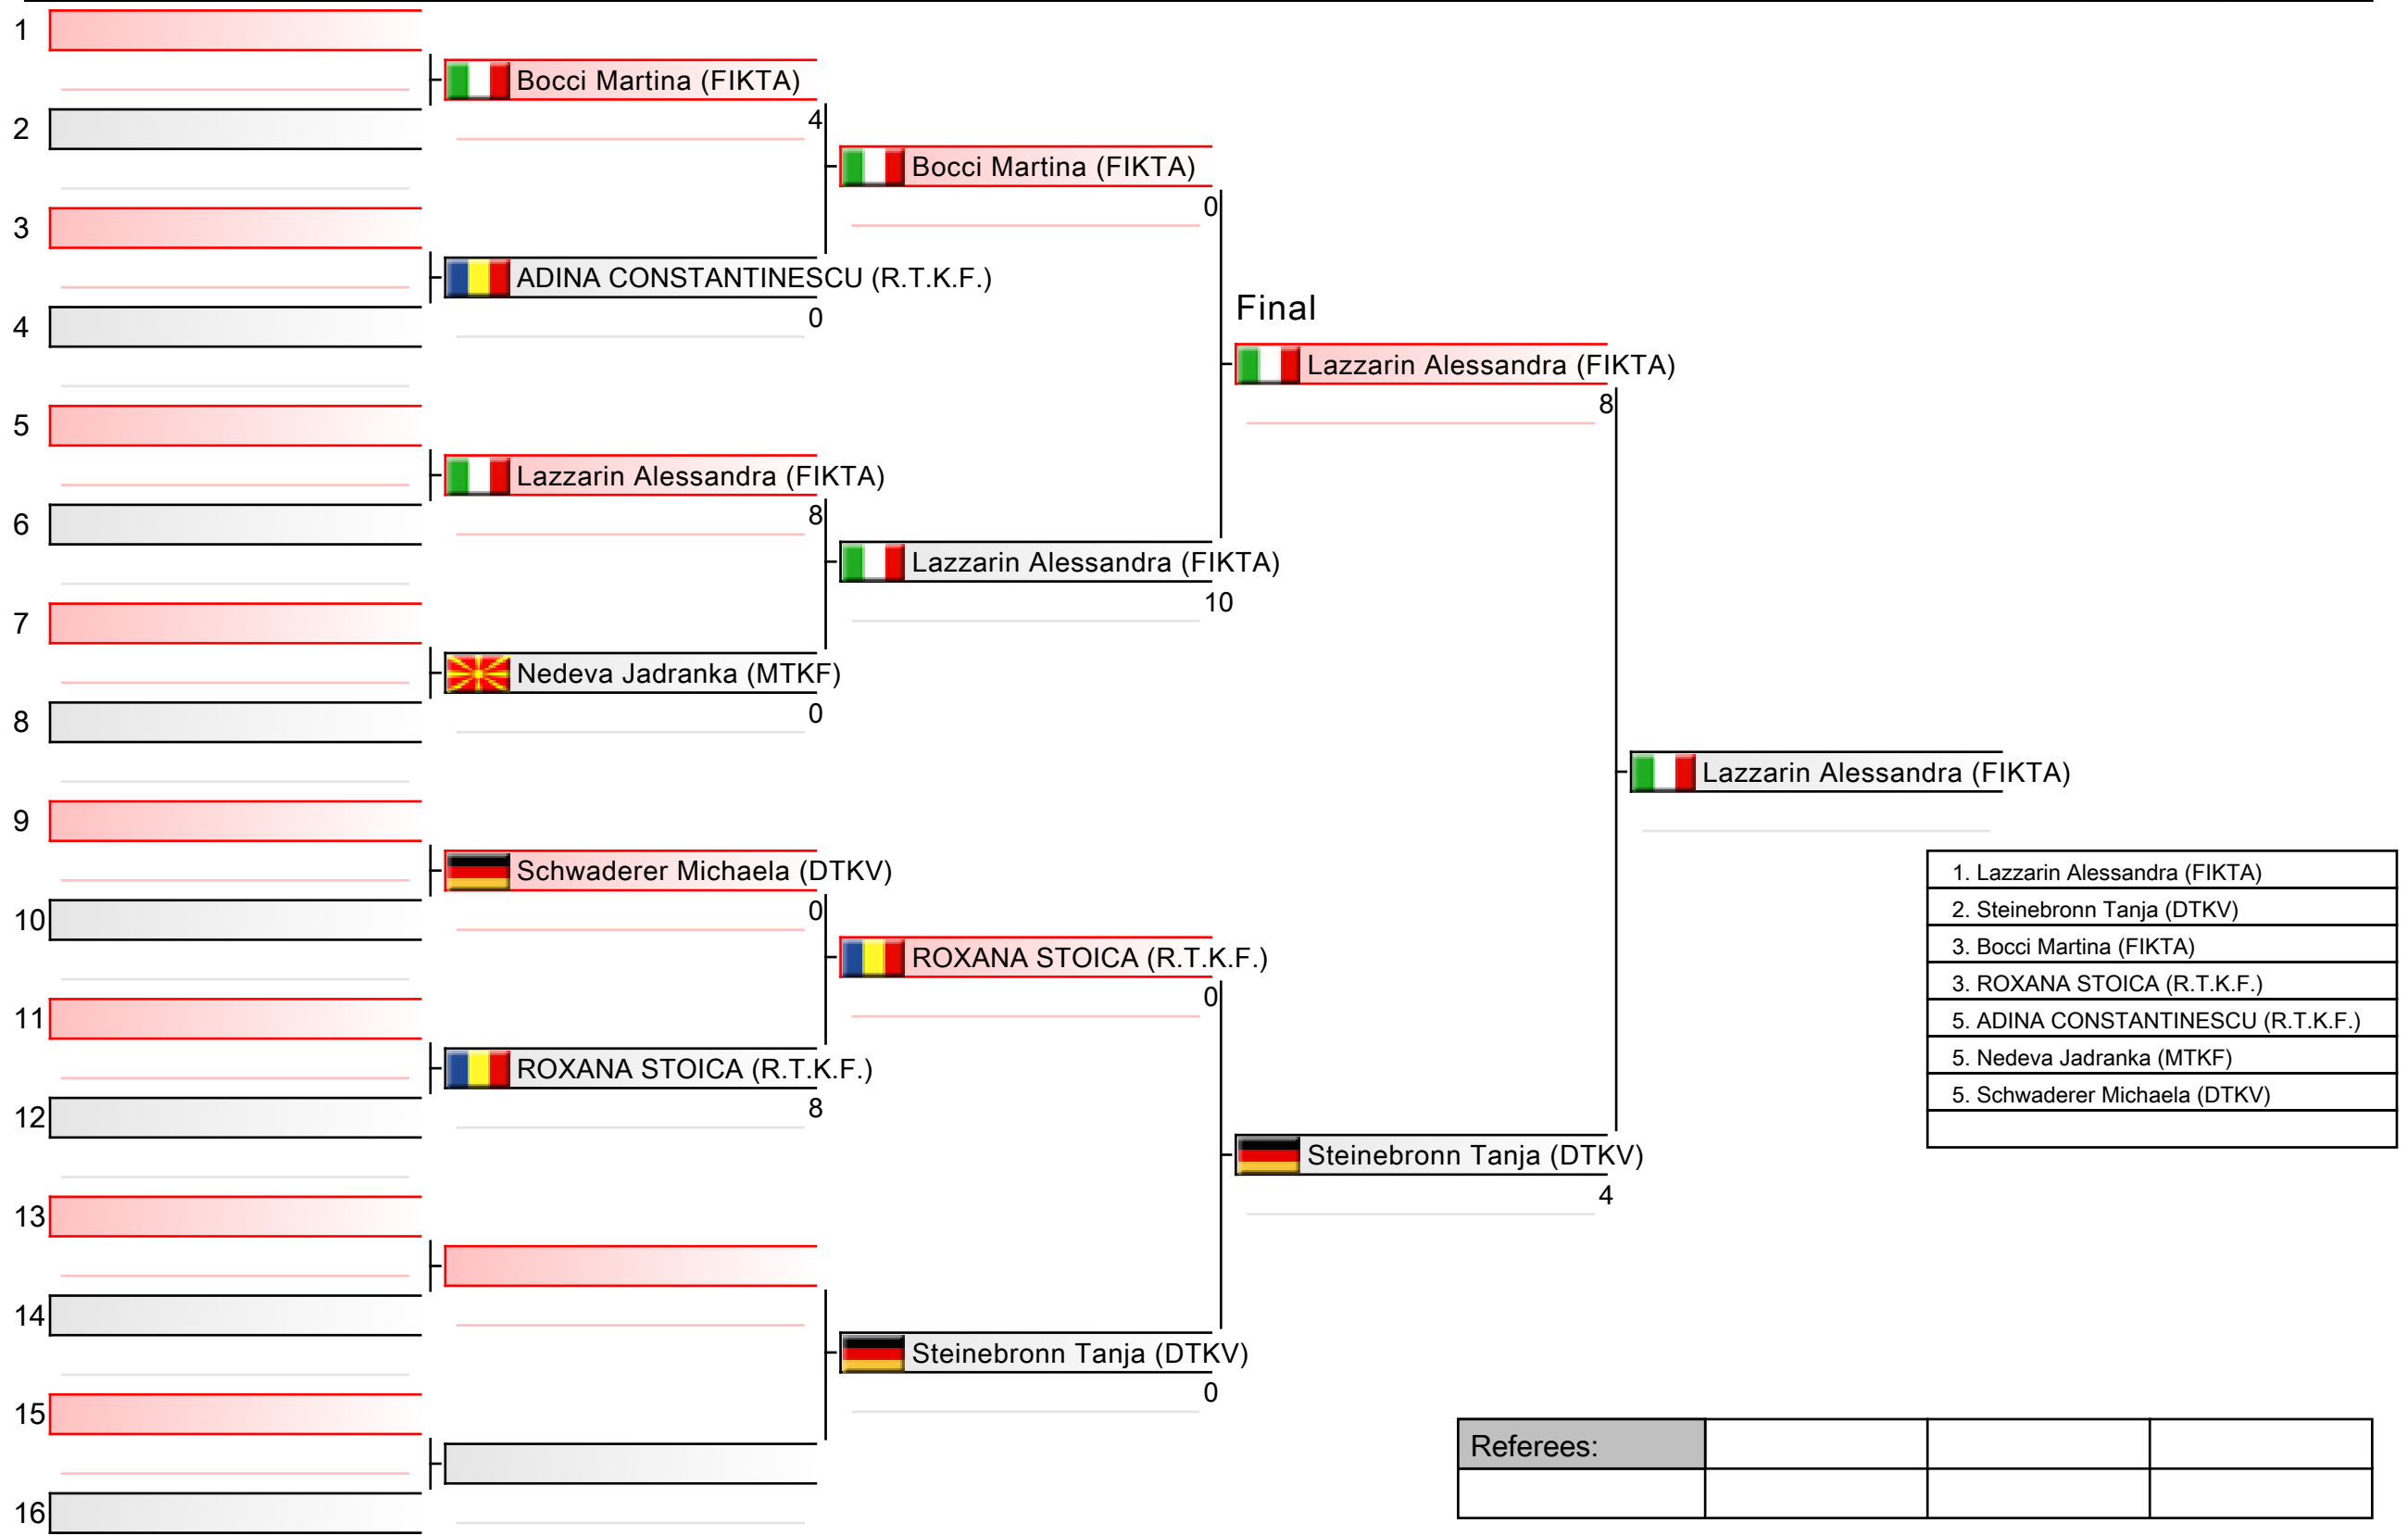 1
Bocci Martina (FIKTA)
2
4
Bocci Martina (FIKTA)
0
3
ADINA CONSTANTINESCU (R.T.K.F.)
4
0
Final
Lazzarin Alessandra (FIKTA)
8
5
Lazzarin Alessandra (FIKTA)
6
8
Lazzarin Alessandra (FIKTA)
10
7
Nedeva Jadranka (MTKF)
8
0
Lazzarin Alessandra (FIKTA)
9
Schwaderer Michaela (DTKV)
10
0
ROXANA STOICA (R.T.K.F.)
0
11
ROXANA STOICA (R.T.K.F.)
12
8
Steinebronn Tanja (DTKV)
4
13
14
Steinebronn Tanja (DTKV)
0
15
16
1. Lazzarin Alessandra (FIKTA)
2. Steinebronn Tanja (DTKV)
3. Bocci Martina (FIKTA)
3. ROXANA STOICA (R.T.K.F.)
5. ADINA CONSTANTINESCU (R.T.K.F.)
5. Nedeva Jadranka (MTKF)
5. Schwaderer Michaela (DTKV)
Referees: